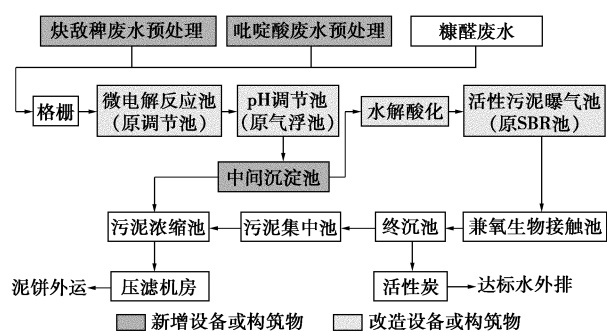 炔敌稗废水预处理
吡啶酸废水预处理
糠醛废水
格栅
微电解反应池
（原调节池）
pH调节池
（原气浮池）
水解酸化
活性污泥曝气池
（原SBR池）
中间沉淀池
污泥浓缩池
污泥集中池
终沉池
兼氧生物接触池
泥饼外运
压滤机房
活性炭
达标水外排
新增设备或构筑物
改造设备或构筑物